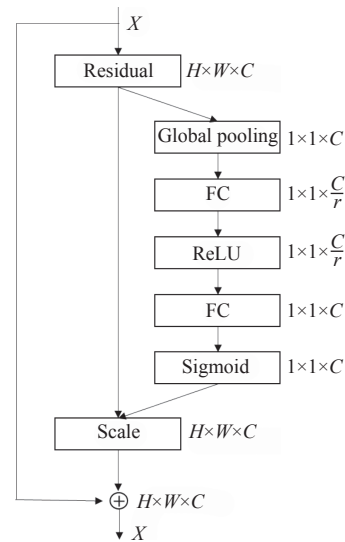 X
Residual H×W×C
Global pooling 1×1×C
FC 1×1×C/r
ReLU 1×1×C/r
FC 1×1×C
Sigmoid 1×1×C
Scale H×W×C
+ H×W×C
X